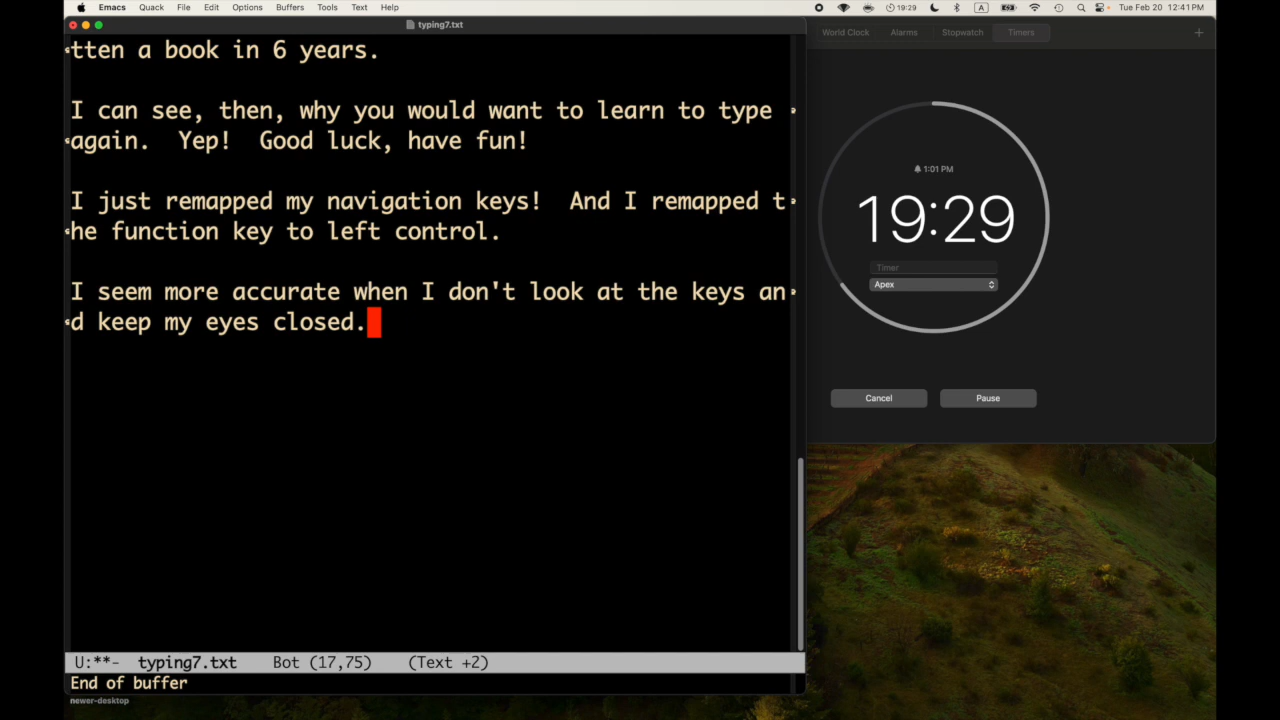 Emacs Quack File Edit Options Buffers Tools Text Help
19:29 A Tue Feb 20 12:41 PM
typing7.txt
World Clock Alarms Stopwatch Timers +
tten a book in 6 years.
I can see, then, why you would want to learn to type
again.  Yep!  Good luck, have fun!
I just remapped my navigation keys!  And I remapped t
he function key to left control.
I seem more accurate when I don't look at the keys an
d keep my eyes closed.
1:01 PM
19:29
Timer
Apex
Cancel Pause
U:**-  typing7.txt    Bot (17,75)    (Text +2)
End of buffer
newer-desktop